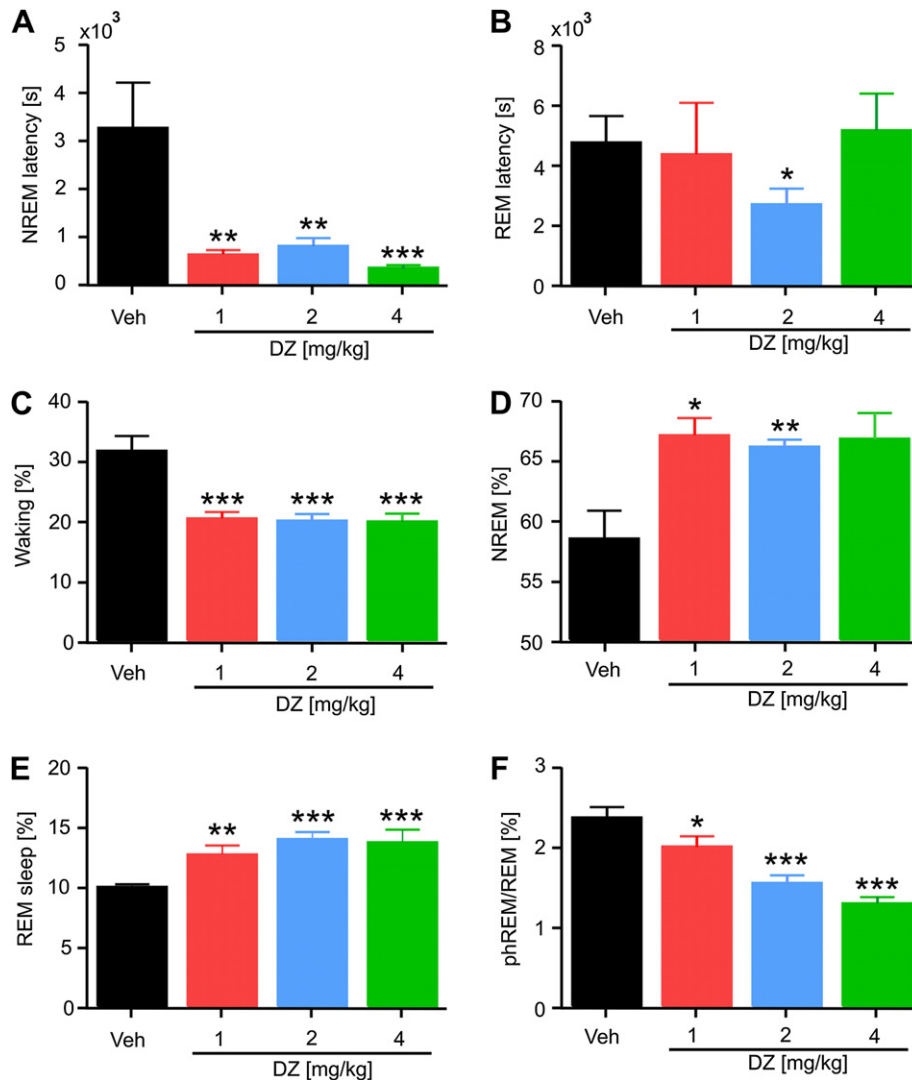 A
x10³
NREM latency [s]
5
4
3
2
1
0
**
**
***
Veh
1
2
4
DZ [mg/kg]
B
x10³
REM latency [s]
8
6
4
2
0
*
Veh
1
2
4
DZ [mg/kg]
C
Waking [%]
40
30
20
10
0
***
***
***
Veh
1
2
4
DZ [mg/kg]
D
NREM [%]
70
65
60
55
50
*
**
Veh
1
2
4
DZ [mg/kg]
E
REM sleep [%]
20
15
10
5
0
**
***
***
Veh
1
2
4
DZ [mg/kg]
F
phREM/REM [%]
3
2
1
0
*
***
***
Veh
1
2
4
DZ [mg/kg]